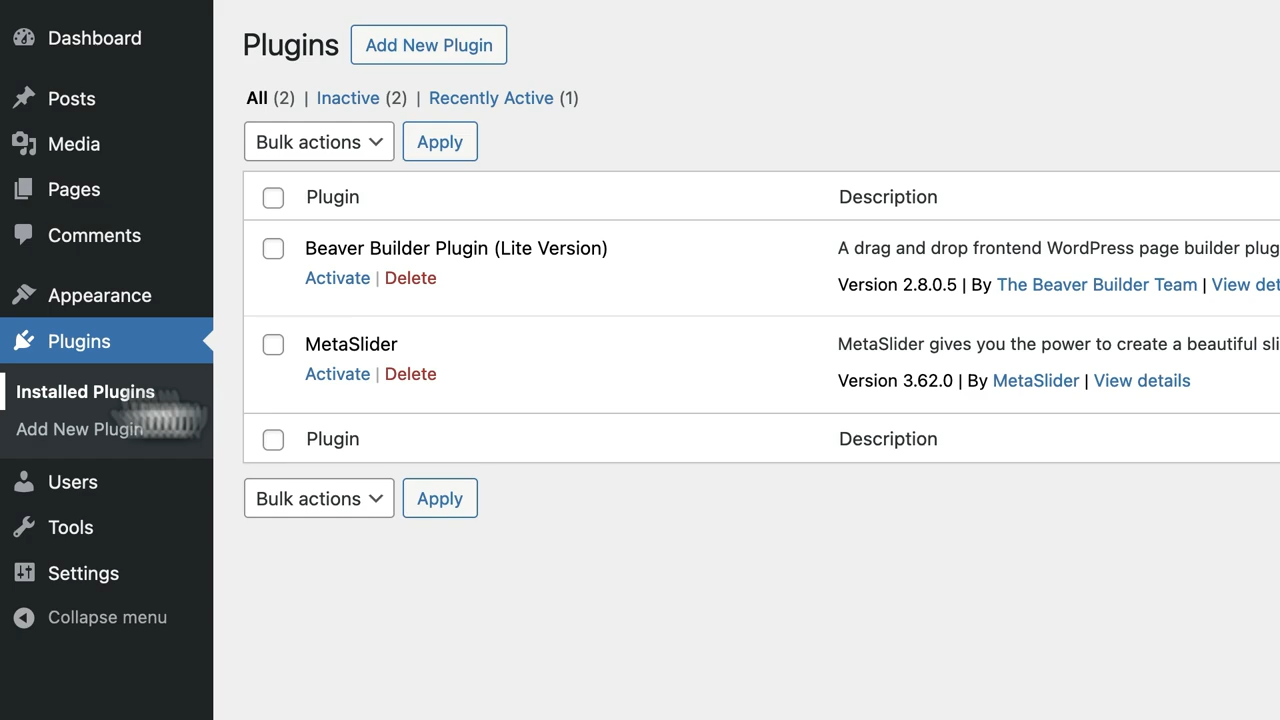 Dashboard
Posts
Media
Pages
Comments
Appearance
Plugins
Installed Plugins
Add New Plugin
Users
Tools
Settings
Collapse menu
Plugins Add New Plugin
All (2) | Inactive (2) | Recently Active (1)
Bulk actions Apply
Plugin Description
Beaver Builder Plugin (Lite Version) A drag and drop frontend WordPress page builder plug
Activate | Delete Version 2.8.0.5 | By The Beaver Builder Team | View det
MetaSlider MetaSlider gives you the power to create a beautiful sli
Activate | Delete Version 3.62.0 | By MetaSlider | View details
Plugin Description
Bulk actions Apply